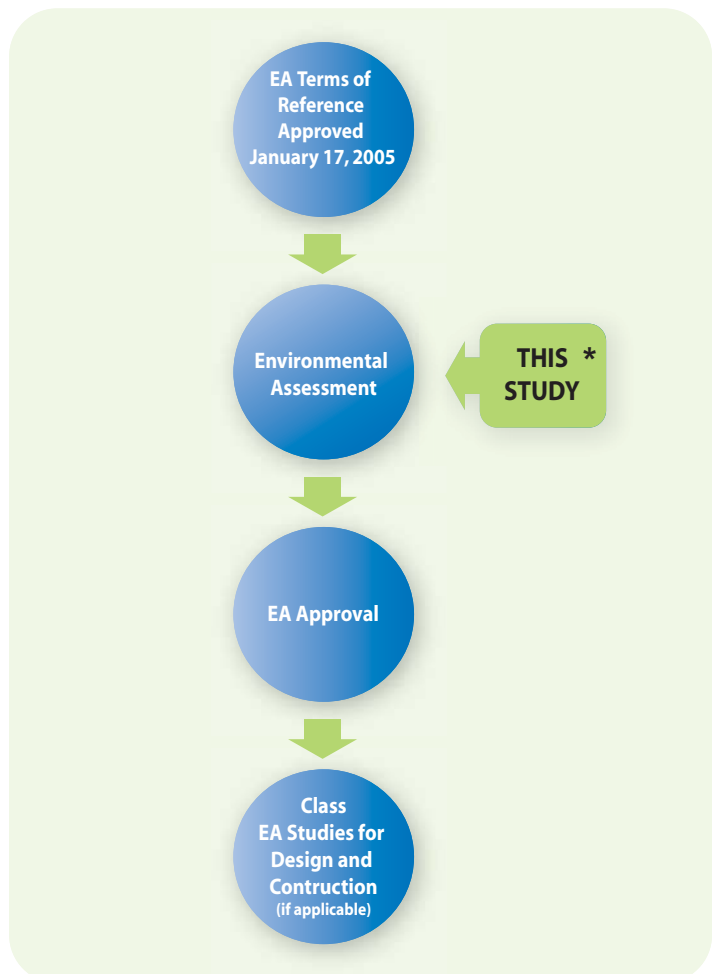 EA Terms of
Reference
Approved
January 17, 2005
Environmental
Assessment
THIS *
STUDY
EA Approval
Class
EA Studies for
Design and
Contruction
(if applicable)